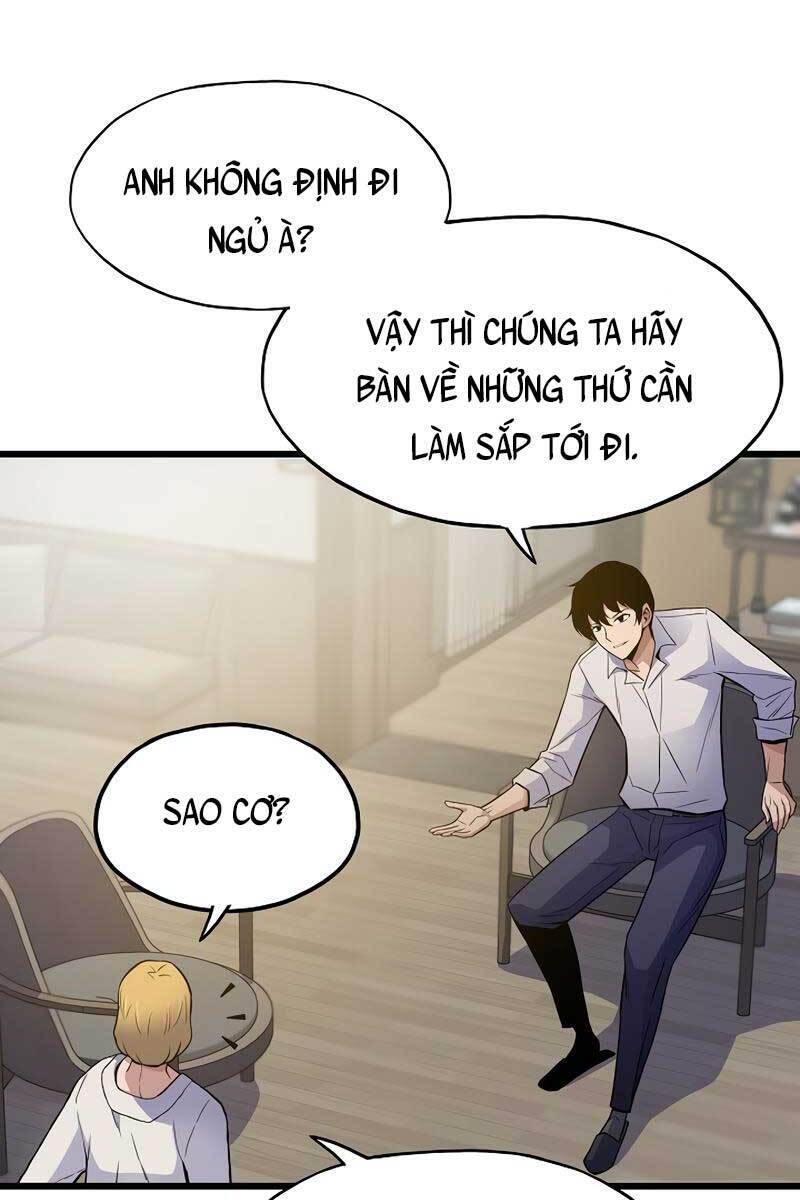 ANH KHÔNG ĐỊNH ĐI
NGỦ À?
VẬY THÌ CHÚNG TA HÃY
BÀN VỀ NHỮNG THỨ CẦN
LÀM SẮP TỚI ĐI.
SAO CƠ?